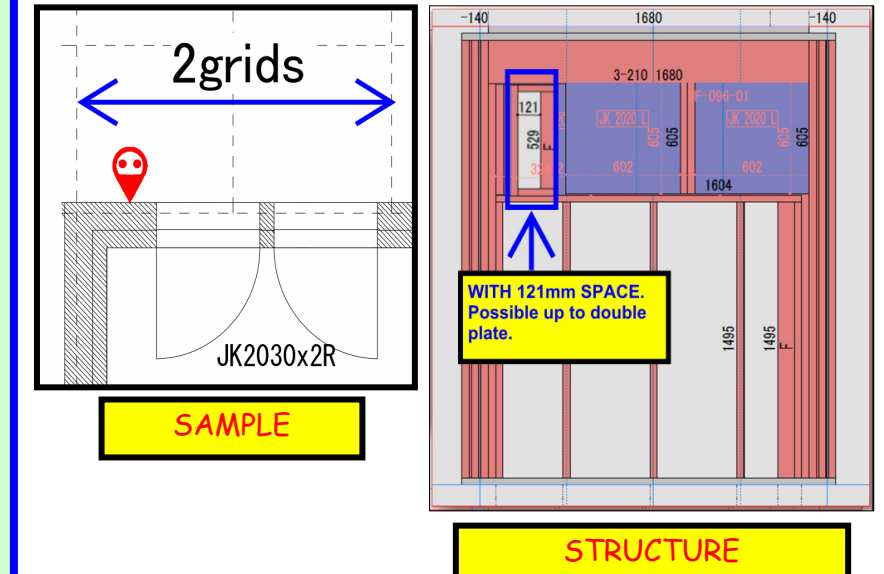 2grids
JK2030x2R
SAMPLE
-140 1680 -140
3-210 1680
F-096-01
121
JK 2020 L
JK 2020 L
529
F
605
605
605
605
602
602
1604
WITH 121mm SPACE.
Possible up to double
plate.
1495
1495
F
STRUCTURE